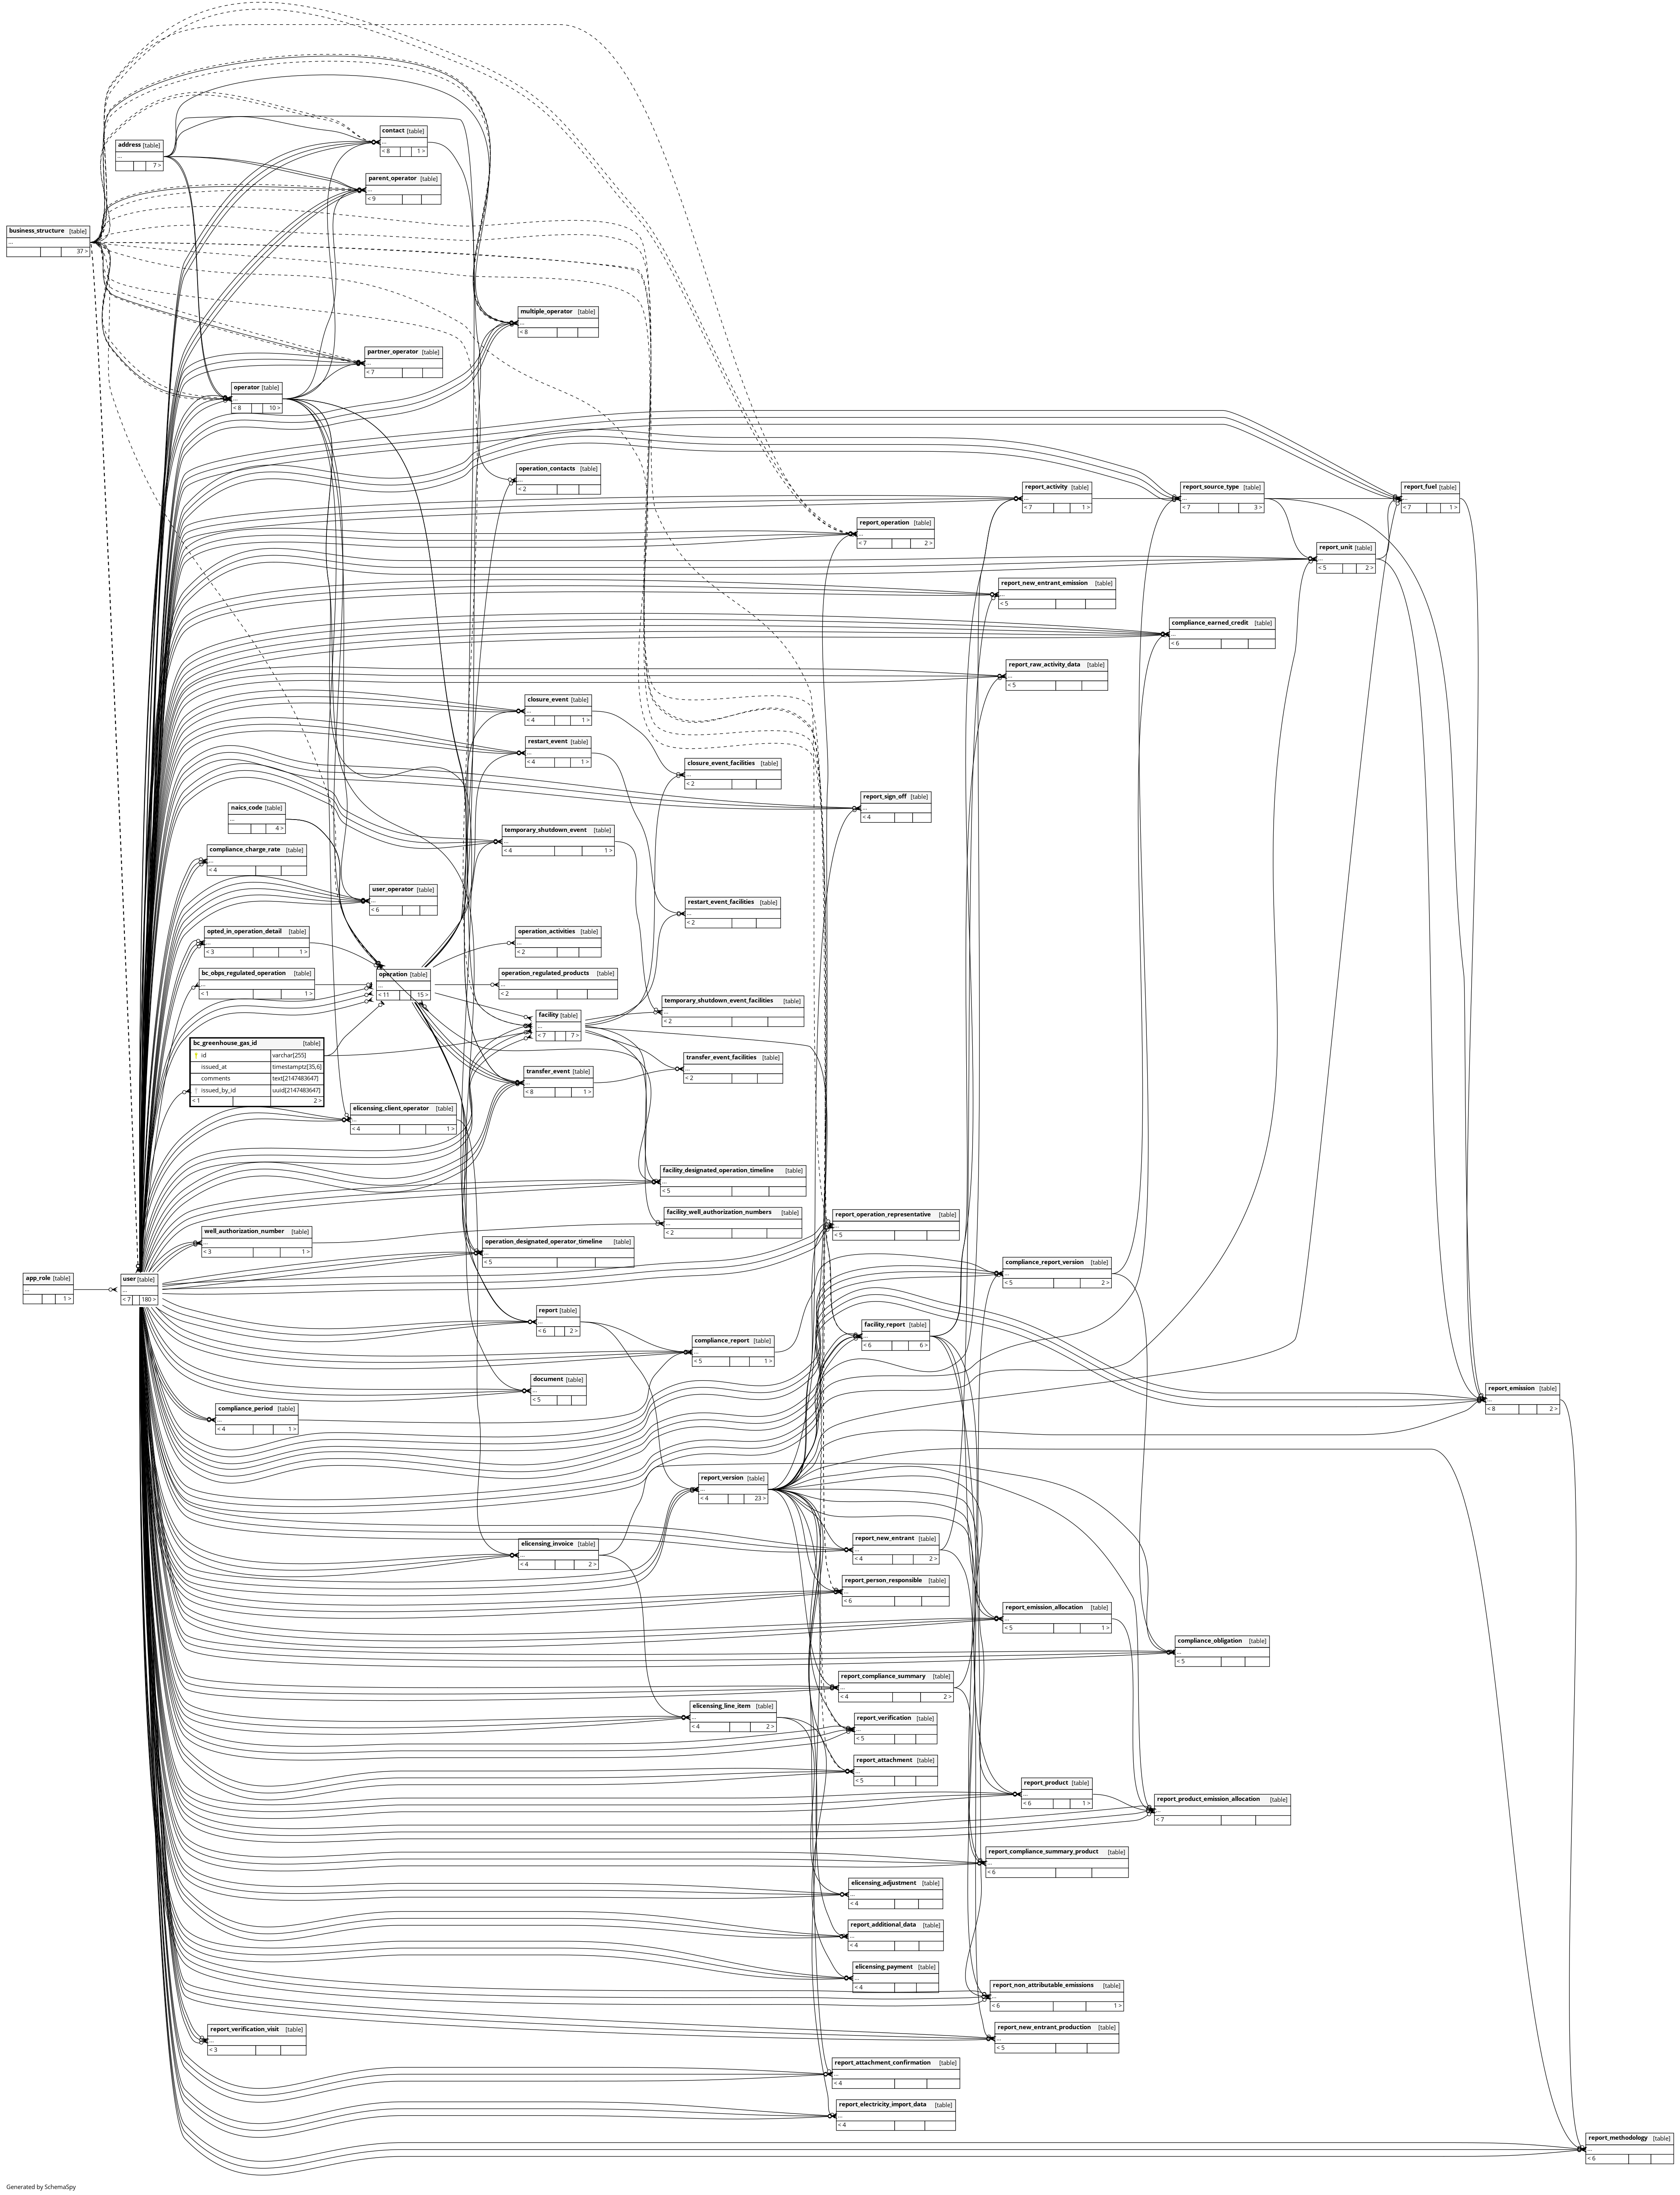 contact [table]
...
< 8 1 >
address [table]
...
7 >
parent_operator [table]
...
< 9
business_structure [table]
...
37 >
multiple_operator [table]
...
< 8
partner_operator [table]
...
< 7
operator [table]
...
< 8 10 >
operation_contacts [table]
...
< 2
report_activity [table]
...
< 7 1 >
report_source_type [table]
...
< 7 3 >
report_fuel [table]
...
< 7 1 >
report_operation [table]
...
< 7 2 >
report_unit [table]
...
< 5 2 >
report_new_entrant_emission [table]
...
< 5
compliance_earned_credit [table]
...
< 6
report_raw_activity_data [table]
...
< 5
closure_event [table]
...
< 4 1 >
restart_event [table]
...
< 4 1 >
closure_event_facilities [table]
...
< 2
report_sign_off [table]
...
< 4
naics_code [table]
...
4 >
temporary_shutdown_event [table]
...
< 4 1 >
compliance_charge_rate [table]
...
< 4
user_operator [table]
...
< 6
restart_event_facilities [table]
...
< 2
opted_in_operation_detail [table]
...
< 3 1 >
operation_activities [table]
...
< 2
bc_obps_regulated_operation [table]
...
< 1 1 >
operation [table]
...
< 11 15 >
operation_regulated_products [table]
...
< 2
temporary_shutdown_event_facilities [table]
...
< 2
facility [table]
...
< 7 7 >
bc_greenhouse_gas_id [table]
id varchar[255]
issued_at timestamptz[35,6]
comments text[2147483647]
issued_by_id uuid[2147483647]
< 1 2 >
transfer_event_facilities [table]
...
< 2
transfer_event [table]
...
< 8 1 >
elicensing_client_operator [table]
...
< 4 1 >
facility_designated_operation_timeline [table]
...
< 5
facility_well_authorization_numbers [table]
...
< 2
report_operation_representative [table]
...
< 5
well_authorization_number [table]
...
< 3 1 >
operation_designated_operator_timeline [table]
...
< 5
compliance_report_version [table]
...
< 5 2 >
app_role [table]
...
1 >
user [table]
...
< 7 180 >
report [table]
...
< 6 2 >
facility_report [table]
...
< 6 6 >
compliance_report [table]
...
< 5 1 >
document [table]
...
< 5
report_emission [table]
...
< 8 2 >
compliance_period [table]
...
< 4 1 >
report_version [table]
...
< 4 23 >
report_new_entrant [table]
...
< 4 2 >
elicensing_invoice [table]
...
< 4 2 >
report_person_responsible [table]
...
< 6
report_emission_allocation [table]
...
< 5 1 >
compliance_obligation [table]
...
< 5
report_compliance_summary [table]
...
< 4 2 >
elicensing_line_item [table]
...
< 4 2 >
report_verification [table]
...
< 5
report_attachment [table]
...
< 5
report_product [table]
...
< 6 1 >
report_product_emission_allocation [table]
...
< 7
report_compliance_summary_product [table]
...
< 6
elicensing_adjustment [table]
...
< 4
report_additional_data [table]
...
< 4
elicensing_payment [table]
...
< 4
report_non_attributable_emissions [table]
...
< 6 1 >
report_verification_visit [table]
...
< 3
report_new_entrant_production [table]
...
< 5
report_attachment_confirmation [table]
...
< 4
report_electricity_import_data [table]
...
< 4
report_methodology [table]
...
< 6
Generated by SchemaSpy